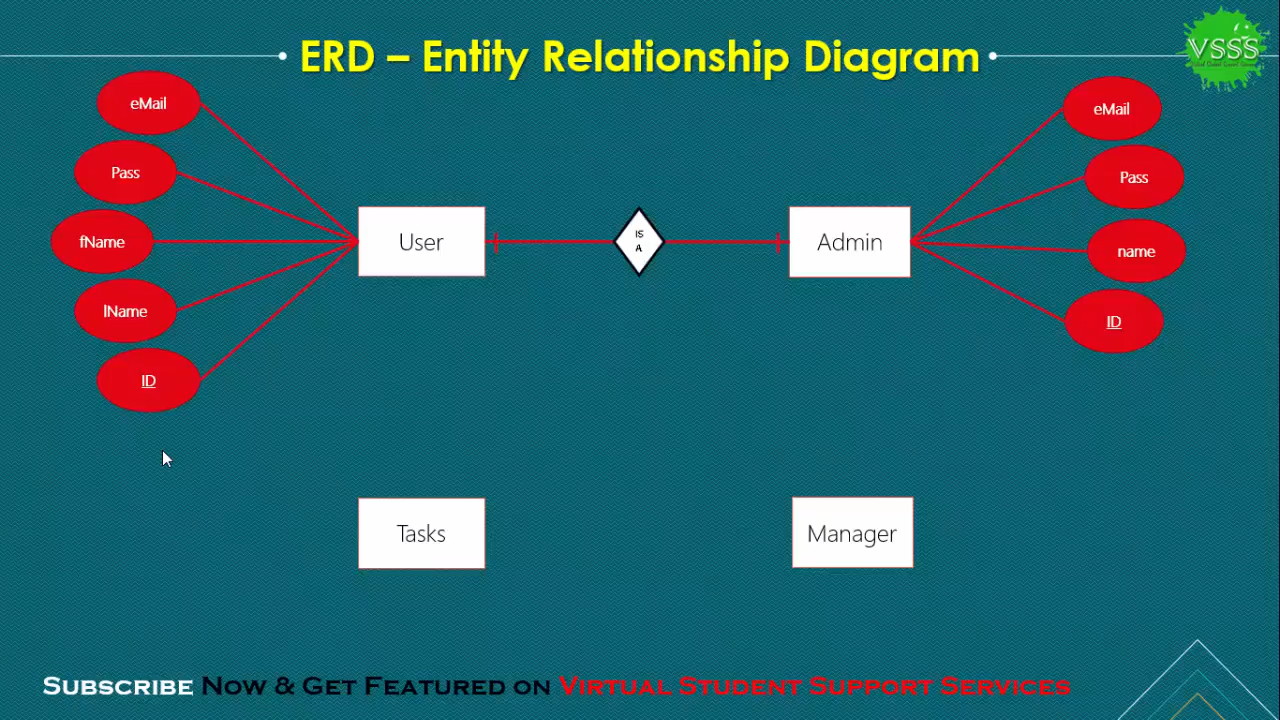 ERD – Entity Relationship Diagram
VSSS
eMail
Pass
fName
lName
ID
User
IS
A
Admin
eMail
Pass
name
ID
Tasks
Manager
Subscribe Now & Get Featured on Virtual Student Support Services